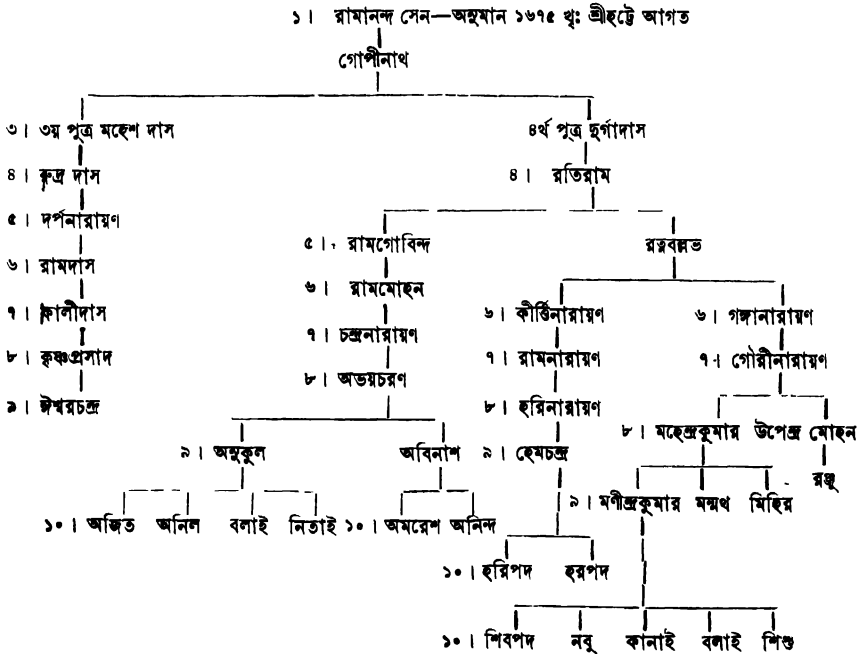 ১। রামানন্দ সেন—অনুমান ১৬৭৫ খৃঃ শ্রীহট্টে আগত
গোপীনাথ
৩। ৩য় পুত্র মহেশ দাস ৪র্থ পুত্র দুর্গাদাস
৪। রুদ্র দাস ৪। রতিরাম
৫। দর্পনারায়ণ
৫। রামগোবিন্দ রত্নবল্লভ
৬। রামদাস
৬। রামমোহন
৭। কালীদাস ৬। কীর্ত্তিনারায়ণ ৬। গঙ্গানারায়ণ
৭। চন্দ্রনারায়ণ
৮। কৃষ্ণপ্রসাদ ৭। রামনারায়ণ ৭। গৌরীনারায়ণ
৮। অভয়চরণ
৯। ঈশ্বরচন্দ্র ৮। হরিনারায়ণ
৮। মহেন্দ্রকুমার উপেন্দ্র মোহন
৯। অনুকুল অবিনাশ ৯। হেমচন্দ্র
রঞ্জু
৯। মণীন্দ্রকুমার মন্মথ মিহির
১০। অজিত অনিল বলাই নিতাই ১০। অমরেশ অনিন্দ
১০। হরিপদ হরপদ
১০। শিবপদ নবু কানাই বলাই শিশু